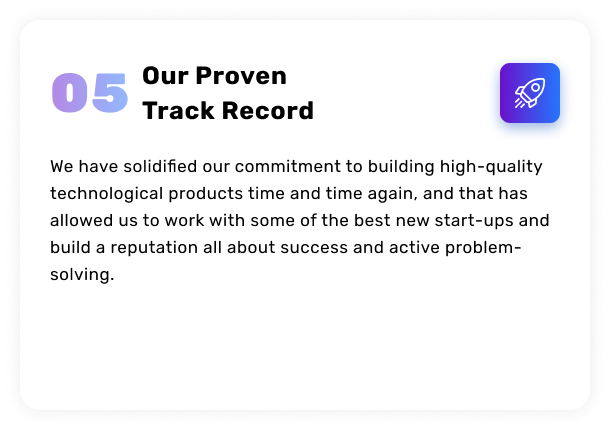 05
Our Proven
Track Record
We have solidified our commitment to building high-quality
technological products time and time again, and that has
allowed us to work with some of the best new start-ups and
build a reputation all about success and active problem-
solving.